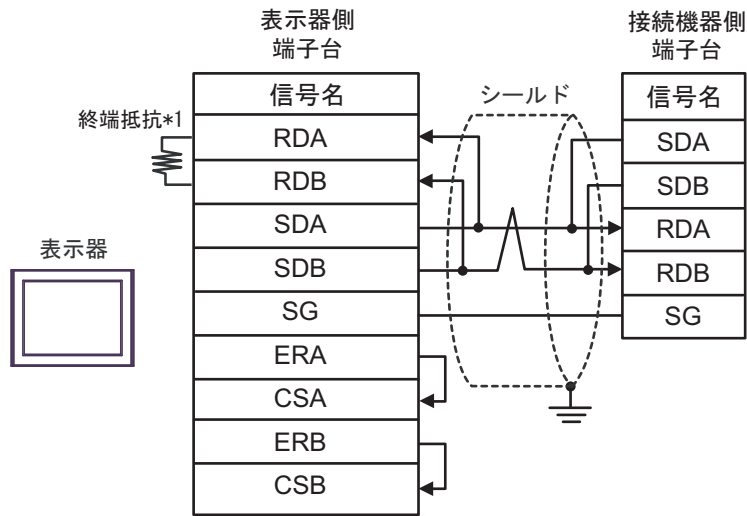 表示器側
端子台
接続機器側
端子台
信号名
シールド
信号名
終端抵抗*1
RDA
RDB
SDA
SDB
SG
ERA
CSA
ERB
CSB
表示器
SDA
SDB
RDA
RDB
SG